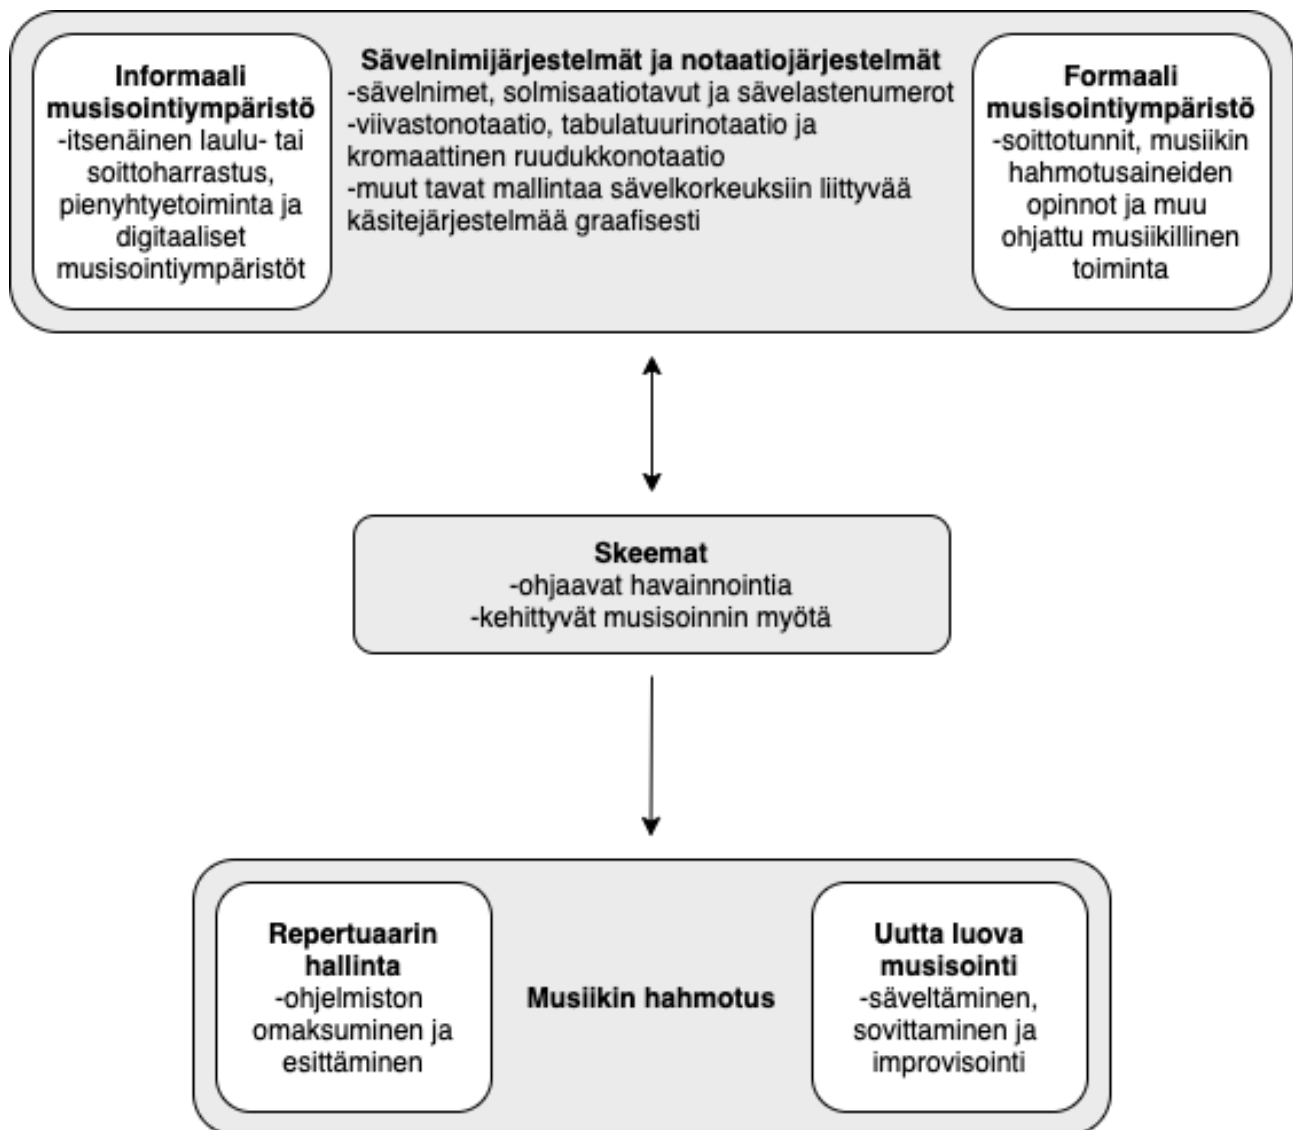 Informaali
musisointiympäristö
-itsenäinen laulu- tai
soittoharrastus,
pienyhtyetoiminta ja
digitaaliset
musisointiympäristöt
Sävelnimijärjestelmät ja notaatiojärjestelmät
-sävelnimet, solmisaatiotavut ja sävelastenumerot
-viivastonotaatio, tabulatuurinotaatio ja
kromaattinen ruudukkonotaatio
-muut tavat mallintaa sävelkorkeuksiin liittyvää
käsitejärjestelmää graafisesti
Formaali
musisointiympäristö
-soittotunnit, musiikin
hahmotusaineiden
opinnot ja muu
ohjattu musiikillinen
toiminta
Skeemat
-ohjaavat havainnointia
-kehittyvät musisoinnin myötä
Repertuaarin
hallinta
-ohjelmiston
omaksuminen ja
esittäminen
Musiikin hahmotus
Uutta luova
musisointi
-säveltäminen,
sovittaminen ja
improvisointi